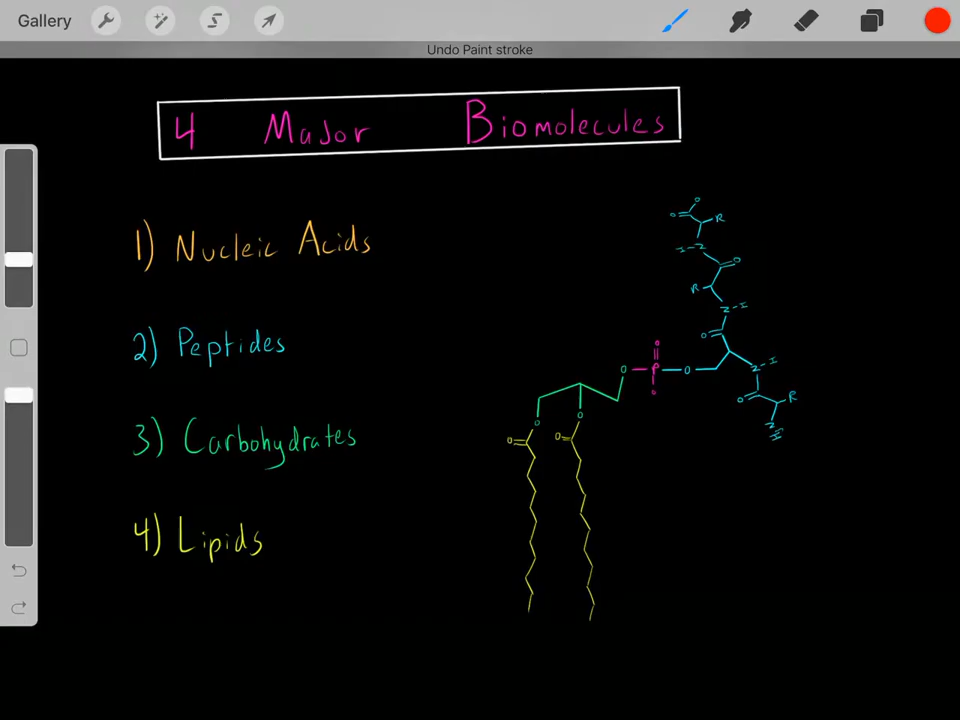 Gallery
Undo Paint stroke
4 Major Biomolecules
1) Nucleic Acids
2) Peptides
3) Carbohydrates
4) Lipids
O
O R
H-N
O
R
N-H
O
O P O N-H
O
O R
O
O N
O O H